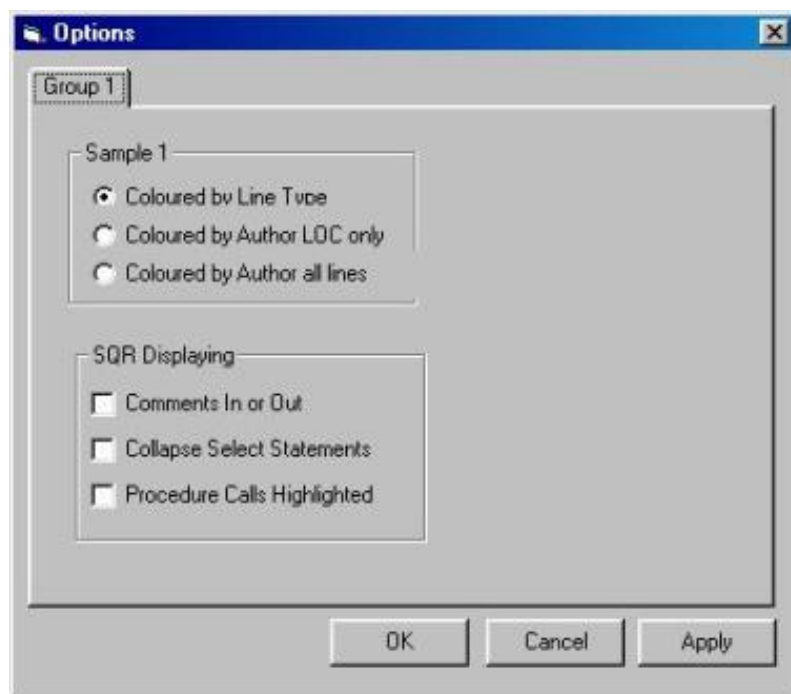 Options
Group 1
Sample 1
Coloured by Line Type
Coloured by Author LOC only
Coloured by Author all lines
SQR Displaying
Comments In or Out
Collapse Select Statements
Procedure Calls Highlighted
OK Cancel Apply